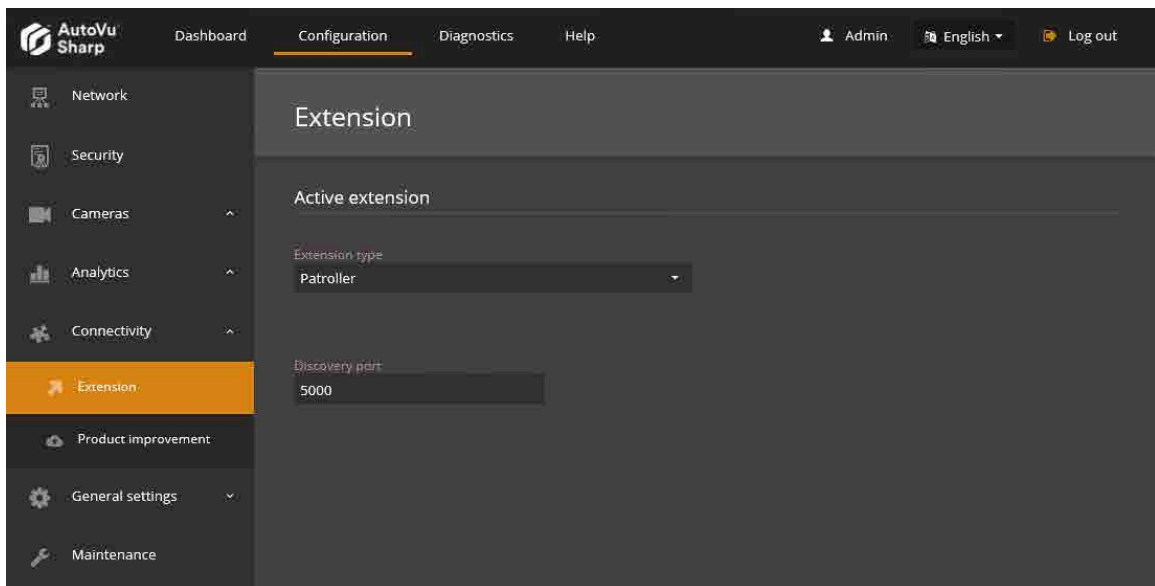 AutoVu
Sharp
Dashboard Configuration Diagnostics Help Admin English Log out
Network
Security
Cameras
Analytics
Connectivity
Extension
Product improvement
General settings
Maintenance
Extension
Active extension
Extension type
Patroller
Discovery port
5000